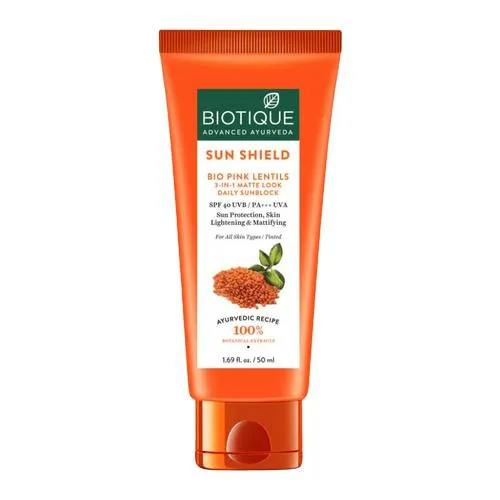 BIOTIQUE
ADVANCED AYURVEDA
SUN SHIELD
BIO PINK LENTILS
3-IN-1 MATTE LOOK
DAILY SUNBLOCK
SPF 40 UVB / PA+++ UVA
Sun Protection, Skin
Lightening & Mattifying
For All Skin Types / Tinted
AYURVEDIC RECIPE
100%
BOTANICAL EXTRACTS
1.69 fl. oz. / 50 ml